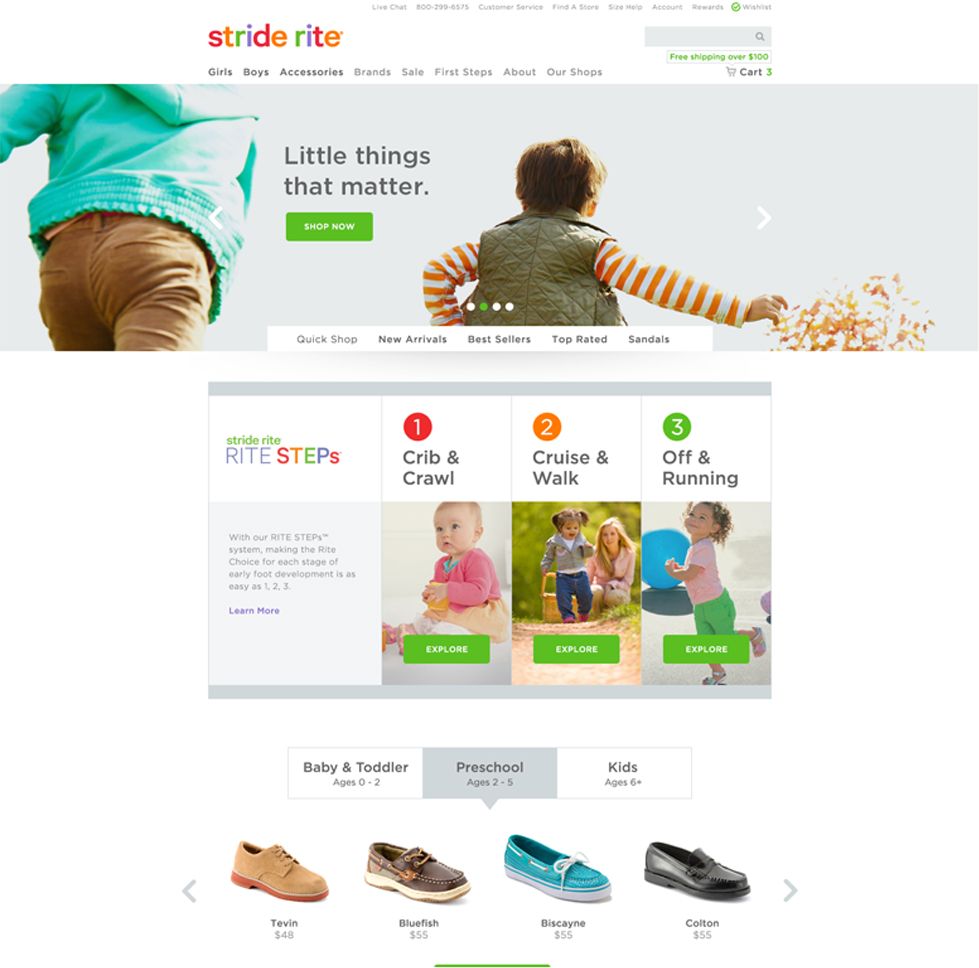 Live Chat 800-299-6575 Customer Service Find A Store Size Help Account Rewards Wishlist
stride rite
Free shipping over $100
Girls Boys Accessories Brands Sale First Steps About Our Shops Cart 3
Little things
that matter.
SHOP NOW
Quick Shop New Arrivals Best Sellers Top Rated Sandals
stride rite
RITE STEPs
1
Crib &
Crawl
2
Cruise &
Walk
3
Off &
Running
With our RITE STEPs™
system, making the Rite
Choice for each stage of
early foot development is as
easy as 1, 2, 3.
Learn More
EXPLORE EXPLORE EXPLORE
Baby & Toddler Preschool Kids
Ages 0 - 2 Ages 2 - 5 Ages 6+
Tevin Bluefish Biscayne Colton
$48 $55 $55 $55